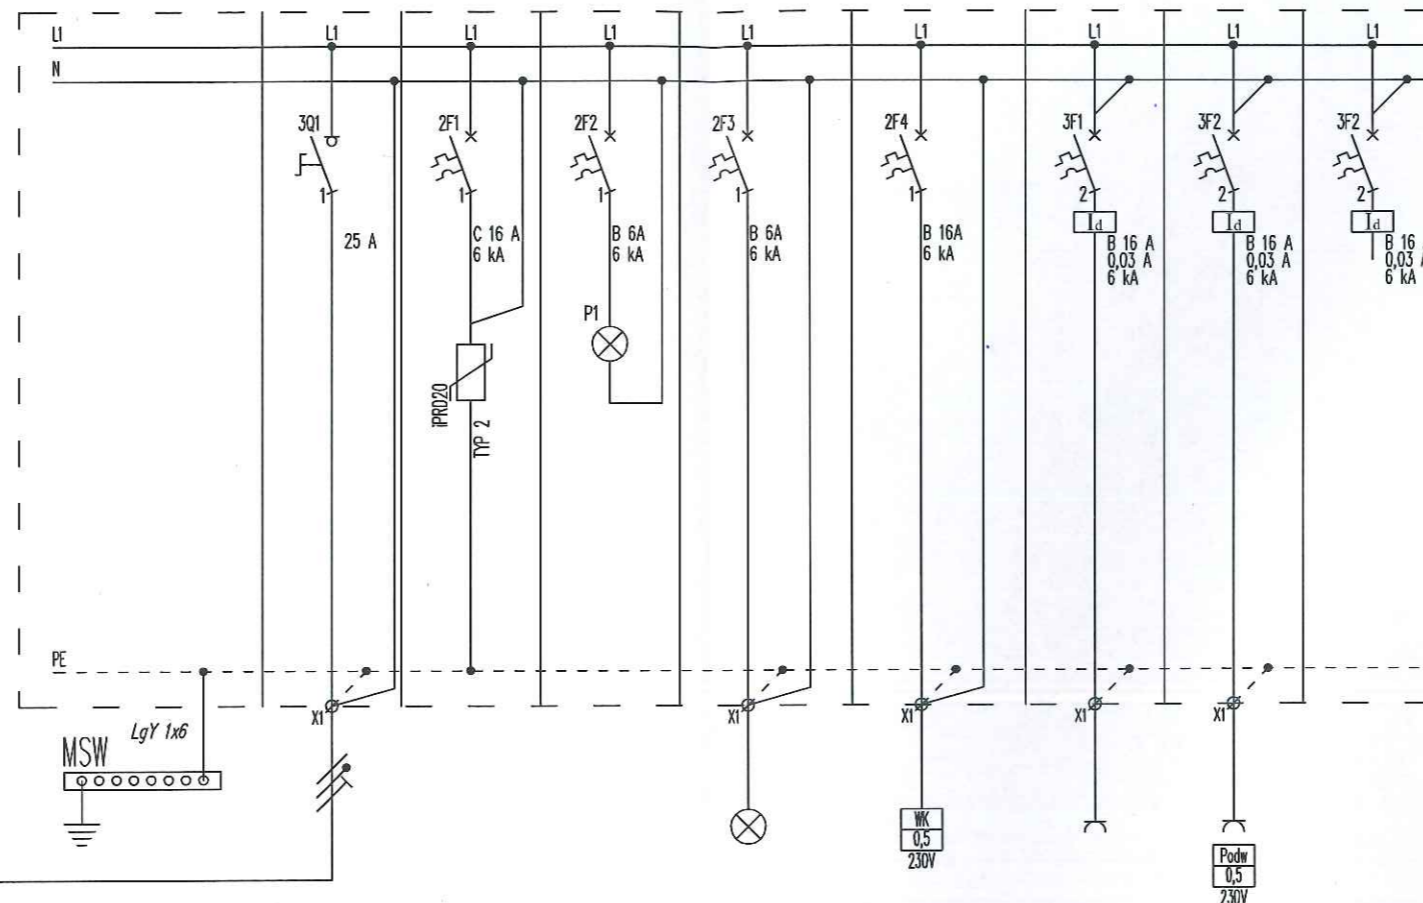 L1 L1 L1 L1 L1 L1 L1 L1 L1
N
3Q1 2F1 2F2 2F3 2F4 3F1 3F2 3F2
1 1 1 1 1 2 2 2
Id Id Id
25 A
C 16 A
6 kA
B 6A
6 kA
B 6A
6 kA
B 16A
6 kA
B 16 A
0,03 A
6 kA
B 16 A
0,03 A
6 kA
B 16
0,03 A
6 kA
P1
iPRD20
TYP 2
PE
X1 X1 X1 X1 X1
LgY 1x6
MSW
WK
0,5
230V
Podw
0,5
230V